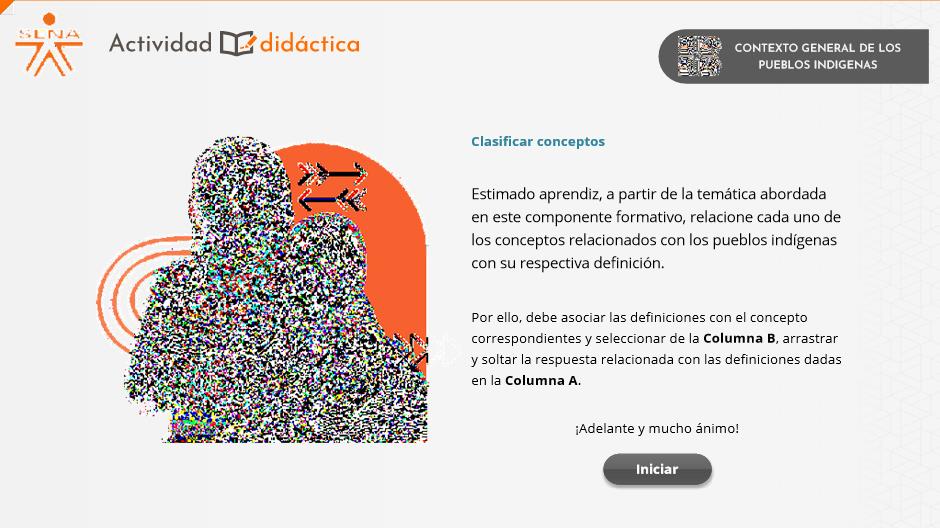 SENA
Actividad didáctica
CONTEXTO GENERAL DE LOS
PUEBLOS INDIGENAS
Clasificar conceptos
Estimado aprendiz, a partir de la temática abordada
en este componente formativo, relacione cada uno de
los conceptos relacionados con los pueblos indígenas
con su respectiva definición.
Por ello, debe asociar las definiciones con el concepto
correspondientes y seleccionar de la Columna B, arrastrar
y soltar la respuesta relacionada con las definiciones dadas
en la Columna A.
¡Adelante y mucho ánimo!
Iniciar